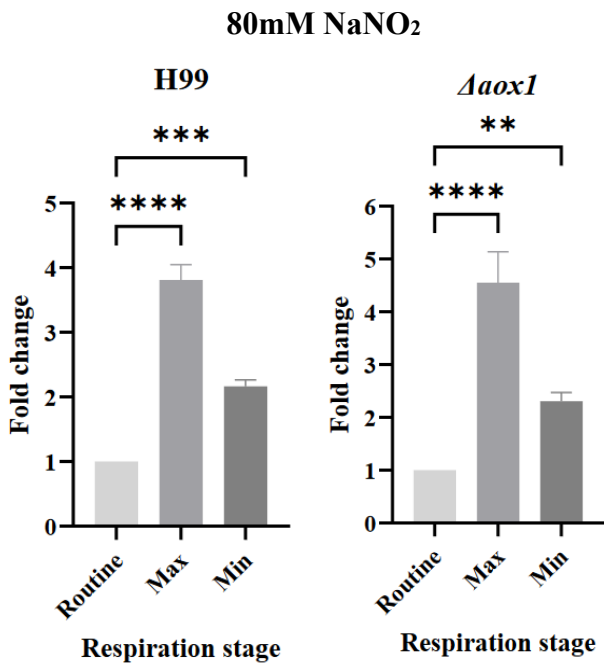 80mM NaNO₂
H99
***
****
5
4
3
2
1
0
Fold change
Routine
Max
Min
Respiration stage
Δaox1
**
****
6
5
4
3
2
1
0
Fold change
Routine
Max
Min
Respiration stage